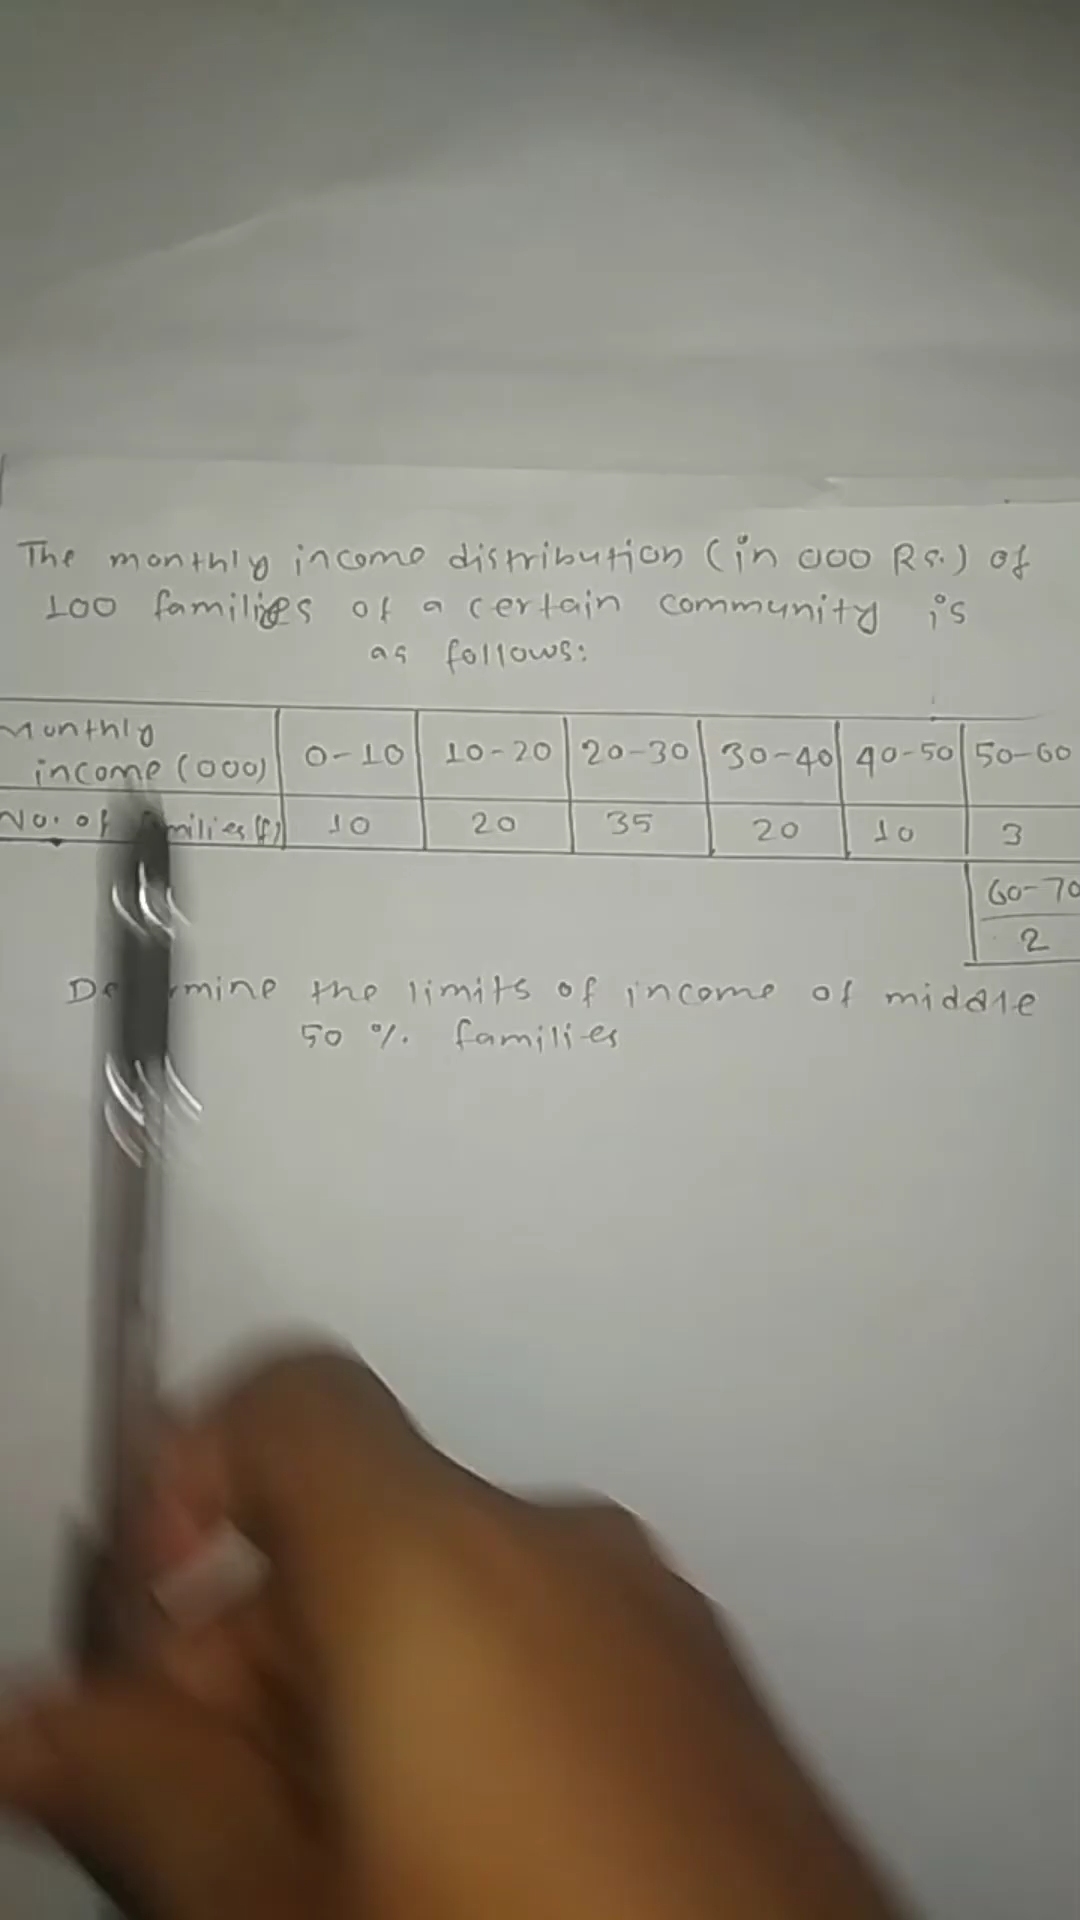 The monthly income distribution (in 000 Rs.) of
100 families of a certain community is
as follows:
Monthly income (000) 0-10 10-20 20-30 30-40 40-50 50-60
No. of (f) 10 20 35 20 10 3
60-70
2
the limits of income of middle
50 % families